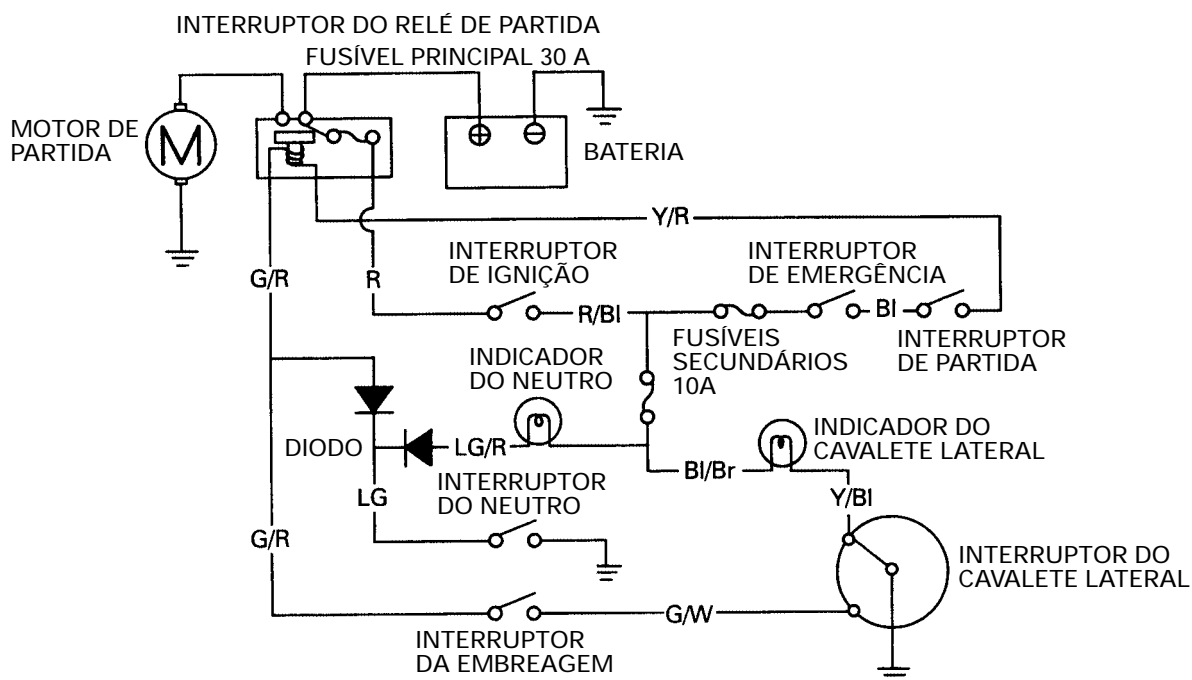 INTERRUPTOR DO RELÉ DE PARTIDA
FUSÍVEL PRINCIPAL 30 A
MOTOR DE
PARTIDA
M
BATERIA
Y/R
G/R
R
INTERRUPTOR
DE IGNIÇÃO
INTERRUPTOR
DE EMERGÊNCIA
R/Bl
Bl
FUSÍVEIS
SECUNDÁRIOS
10A
INTERRUPTOR
DE PARTIDA
INDICADOR
DO NEUTRO
DIODO
LG/R
INDICADOR DO
CAVALETE LATERAL
Bl/Br
LG
INTERRUPTOR
DO NEUTRO
Y/Bl
G/R
INTERRUPTOR DO
CAVALETE LATERAL
G/W
INTERRUPTOR
DA EMBREAGEM